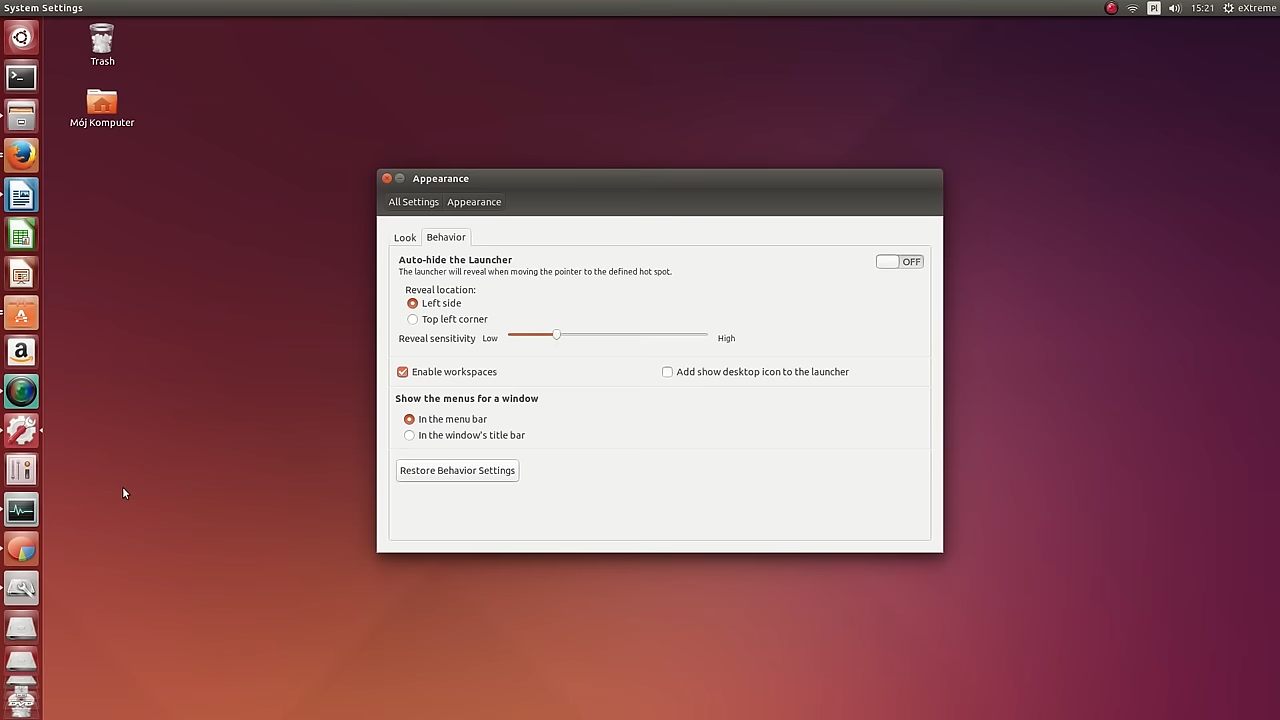 System Settings
Pl
15:21
eXtreme
Trash
Mój Komputer
Appearance
All Settings
Appearance
Look
Behavior
Auto-hide the Launcher
OFF
The launcher will reveal when moving the pointer to the defined hot spot.
Reveal location:
Left side
Top left corner
Reveal sensitivity
Low
High
Enable workspaces
Add show desktop icon to the launcher
Show the menus for a window
In the menu bar
In the window's title bar
Restore Behavior Settings